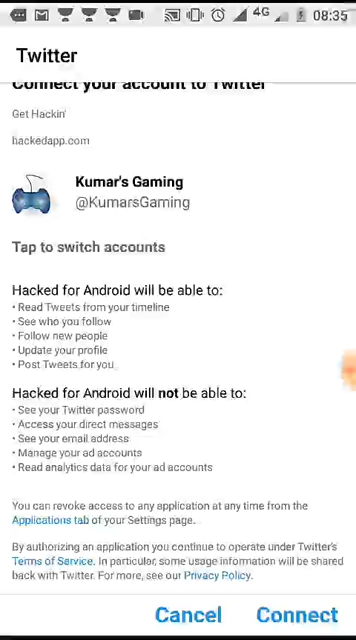 4G 08:35
Twitter
Connect your account to Twitter
Get Hackin'
hackedapp.com
Kumar's Gaming
@KumarsGaming
Tap to switch accounts
Hacked for Android will be able to:
• Read Tweets from your timeline
• See who you follow
• Follow new people
• Update your profile
• Post Tweets for you
Hacked for Android will not be able to:
• See your Twitter password
• Access your direct messages
• See your email address
• Manage your ad accounts
• Read analytics data for your ad accounts
You can revoke access to any application at any time from the
Applications tab of your Settings page.
By authorizing an application you continue to operate under Twitter's
Terms of Service. In particular, some usage information will be shared
back with Twitter. For more, see our Privacy Policy.
Cancel Connect